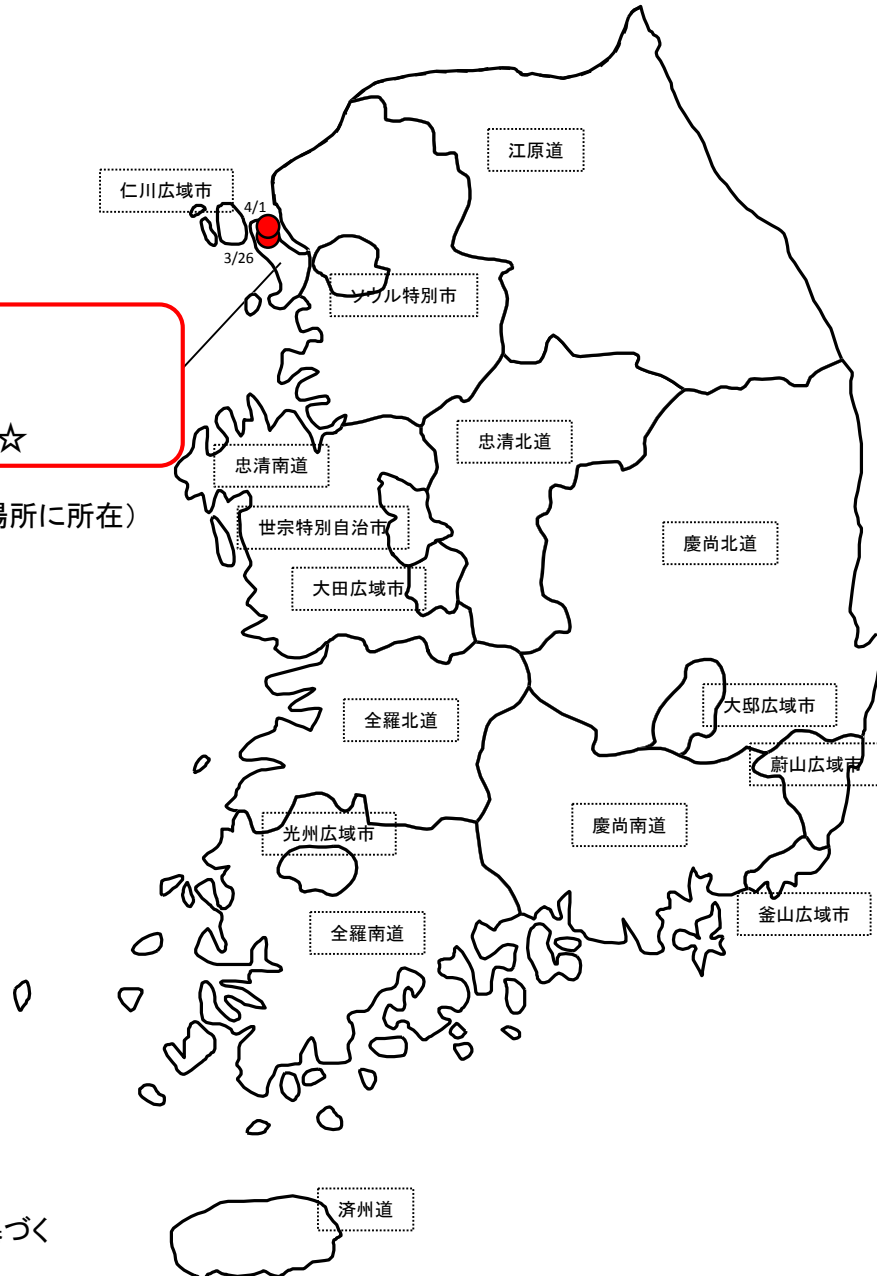 江原道
仁川広域市
4/1
3/26
ソウル特別市
☆
忠清北道
忠清南道
場所に所在）
世宗特別自治市
慶尚北道
大田広域市
大邱広域市
全羅北道
蔚山広域市
慶尚南道
光州広域市
釜山広域市
全羅南道
済州道
づく